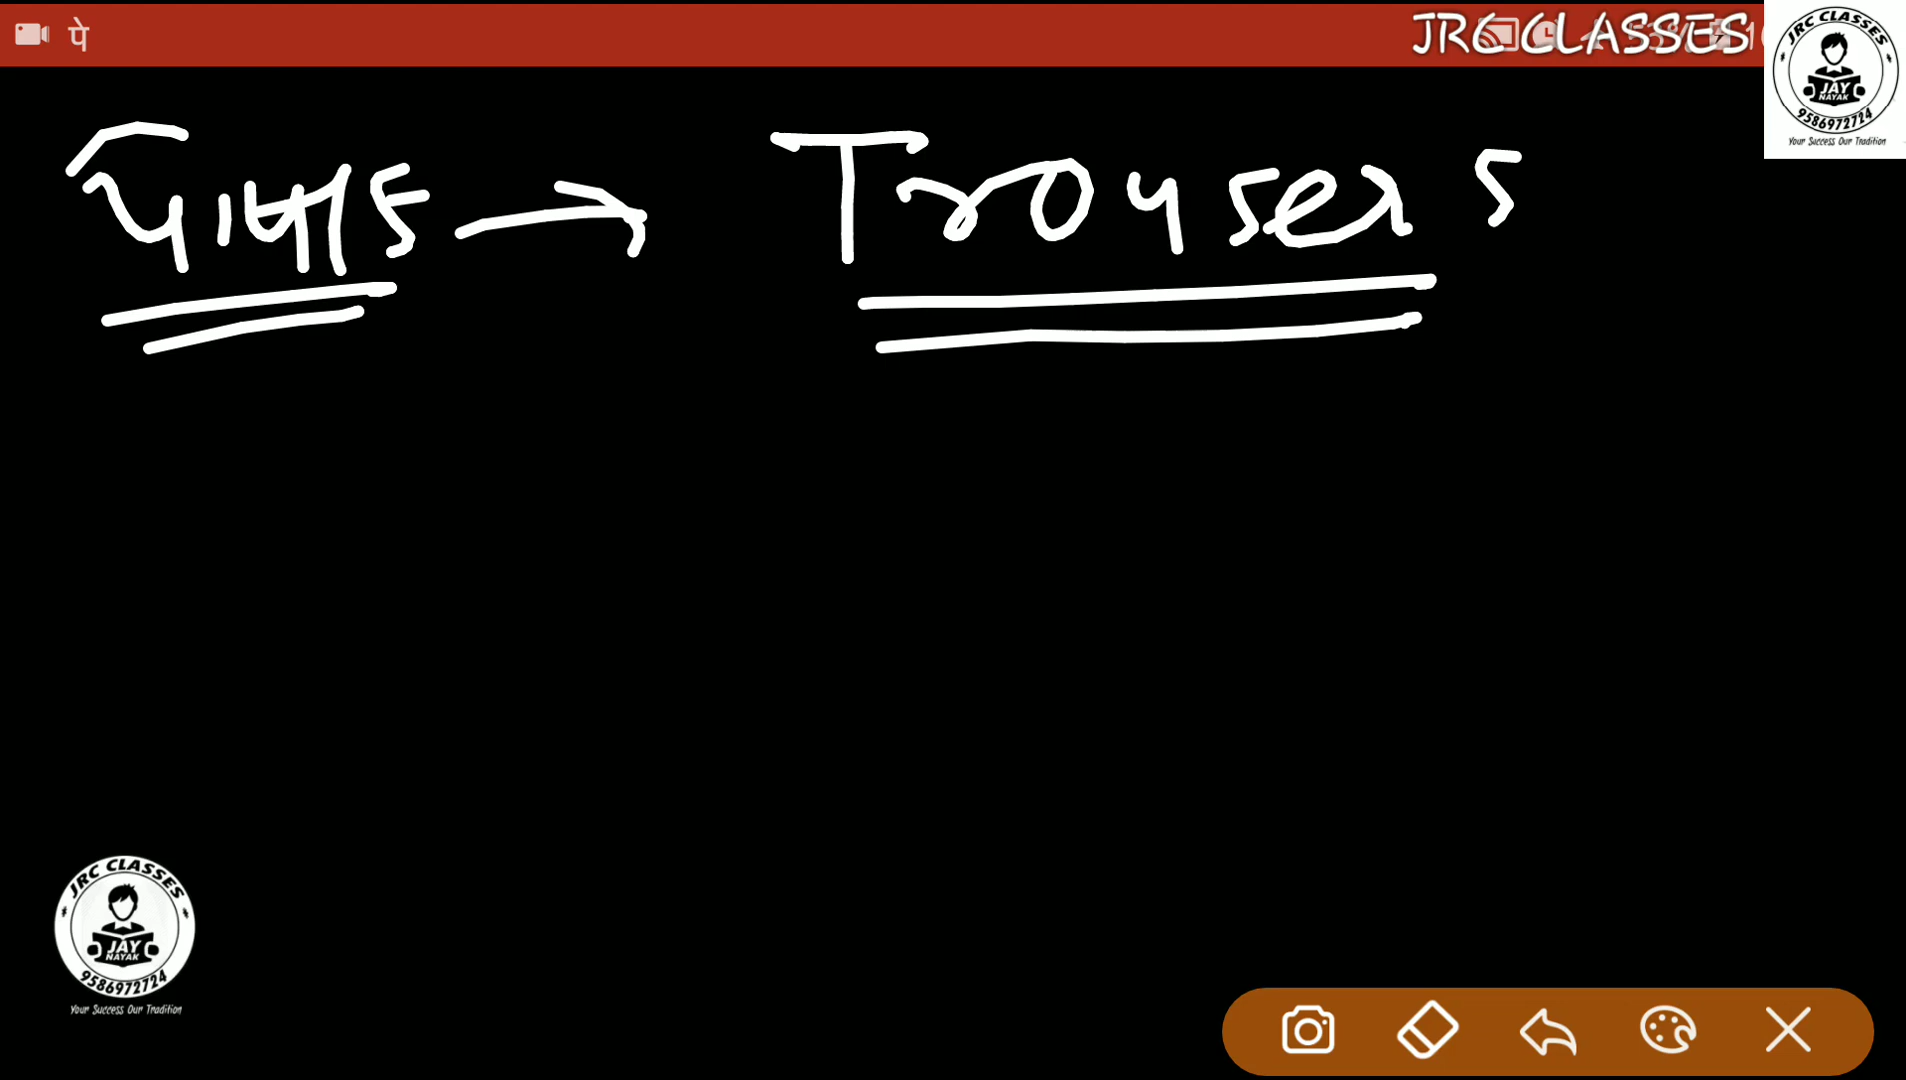 पे JRC CLASSES
JRC CLASSES
JAY
NAYAK
9586972724
Your Success Our Tradition
→ Trousers
JRC CLASSES
JAY
NAYAK
9586972724
Your Success Our Tradition